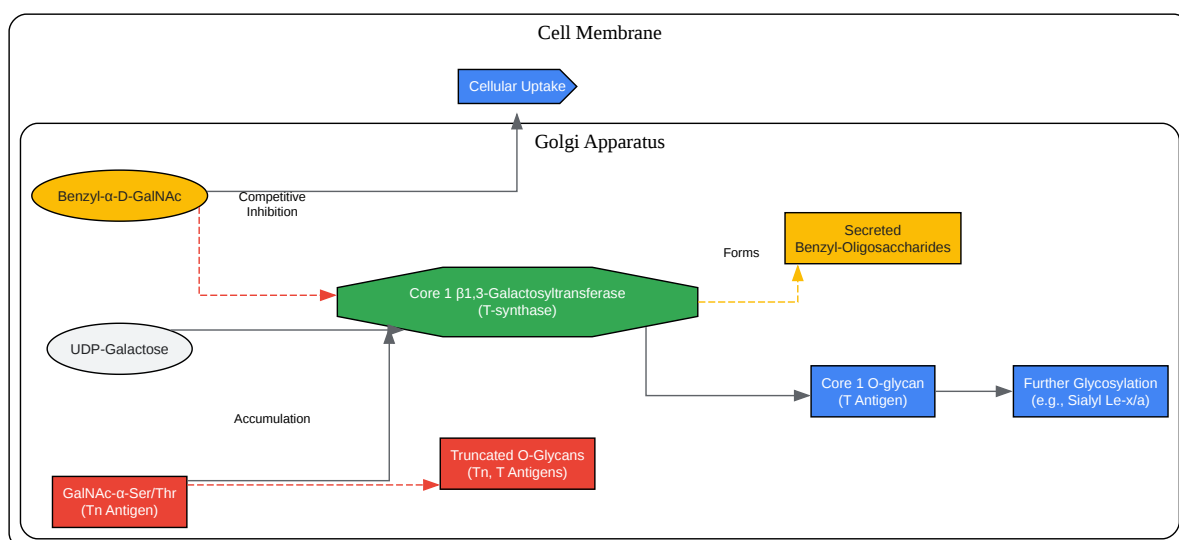 Cell Membrane
Cellular Uptake
Golgi Apparatus
Benzyl-α-D-GalNAc
Competitive
Inhibition
Secreted
Benzyl-Oligosaccharides
Forms
Core 1 β1,3-Galactosyltransferase
(T-synthase)
UDP-Galactose
Core 1 O-glycan
(T Antigen)
Further Glycosylation
(e.g., Sialyl Le-x/a)
Accumulation
Truncated O-Glycans
(Tn, T Antigens)
GalNAc-α-Ser/Thr
(Tn Antigen)